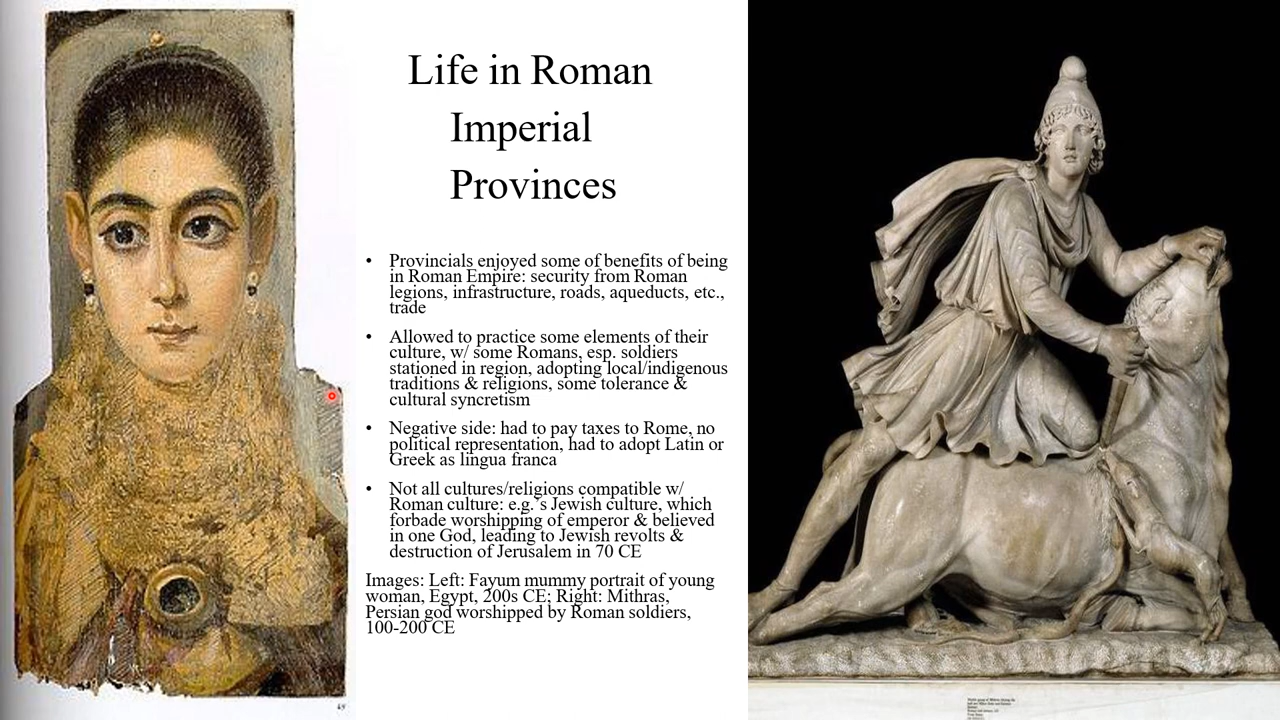 Life in Roman
Imperial
Provinces
• Provincials enjoyed some of benefits of being
in Roman Empire: security from Roman
legions, infrastructure, roads, aqueducts, etc.,
trade
• Allowed to practice some elements of their
culture, w/ some Romans, esp. soldiers
stationed in region, adopting local/indigenous
traditions & religions, some tolerance &
cultural syncretism
• Negative side: had to pay taxes to Rome, no
political representation, had to adopt Latin or
Greek as lingua franca
• Not all cultures/religions compatible w/
Roman culture: e.g.'s Jewish culture, which
forbade worshipping of emperor & believed
in one God, leading to Jewish revolts &
destruction of Jerusalem in 70 CE
Images: Left: Fayum mummy portrait of young
woman, Egypt, 200s CE; Right: Mithras,
Persian god worshipped by Roman soldiers,
100-200 CE